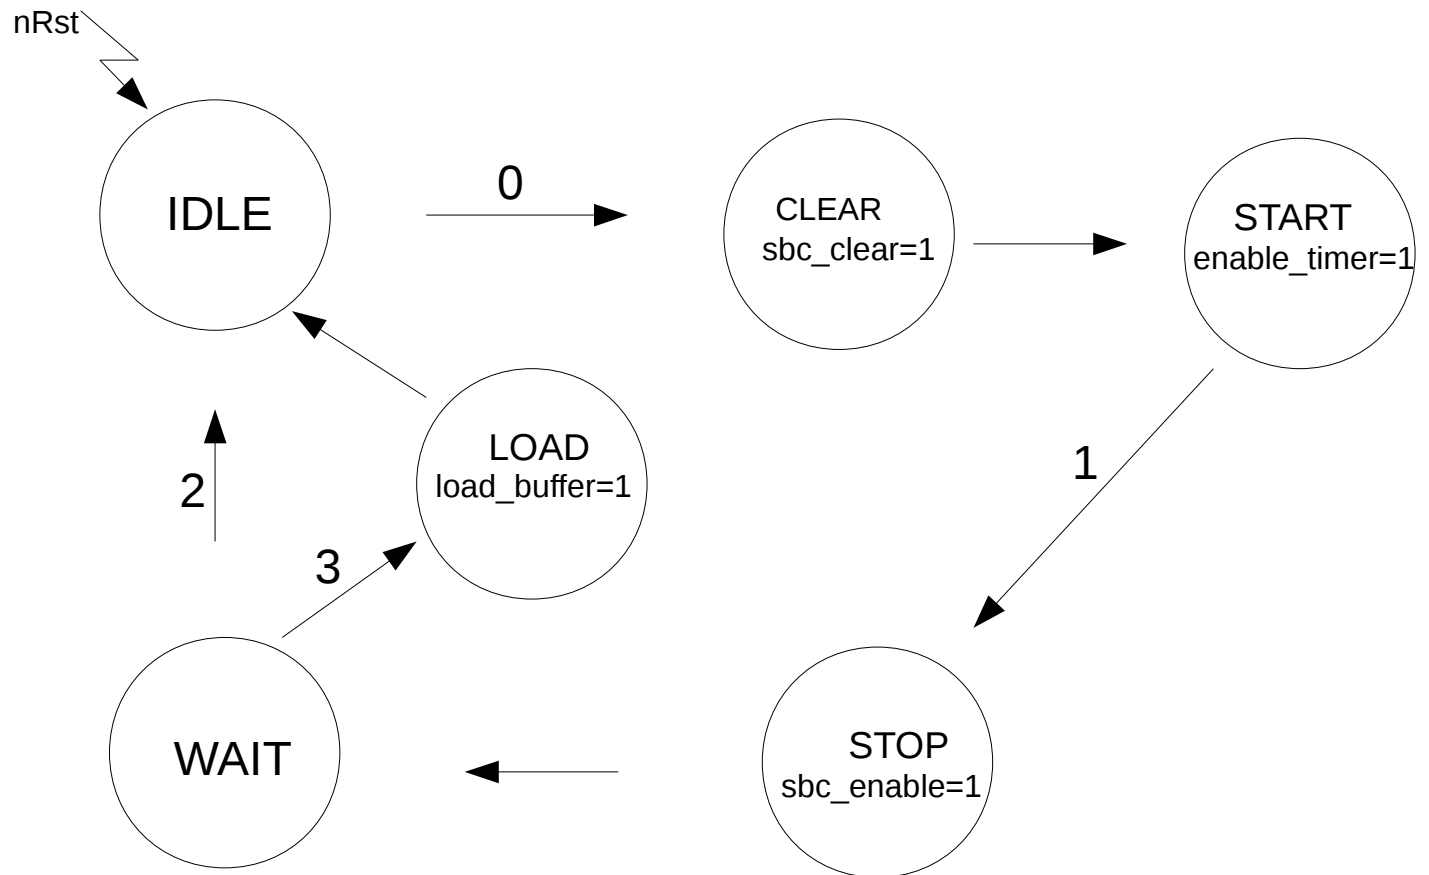 nRst
IDLE
0
CLEAR
sbc_clear=1
START
enable_timer=1
LOAD
load_buffer=1
1
2
3
WAIT
STOP
sbc_enable=1